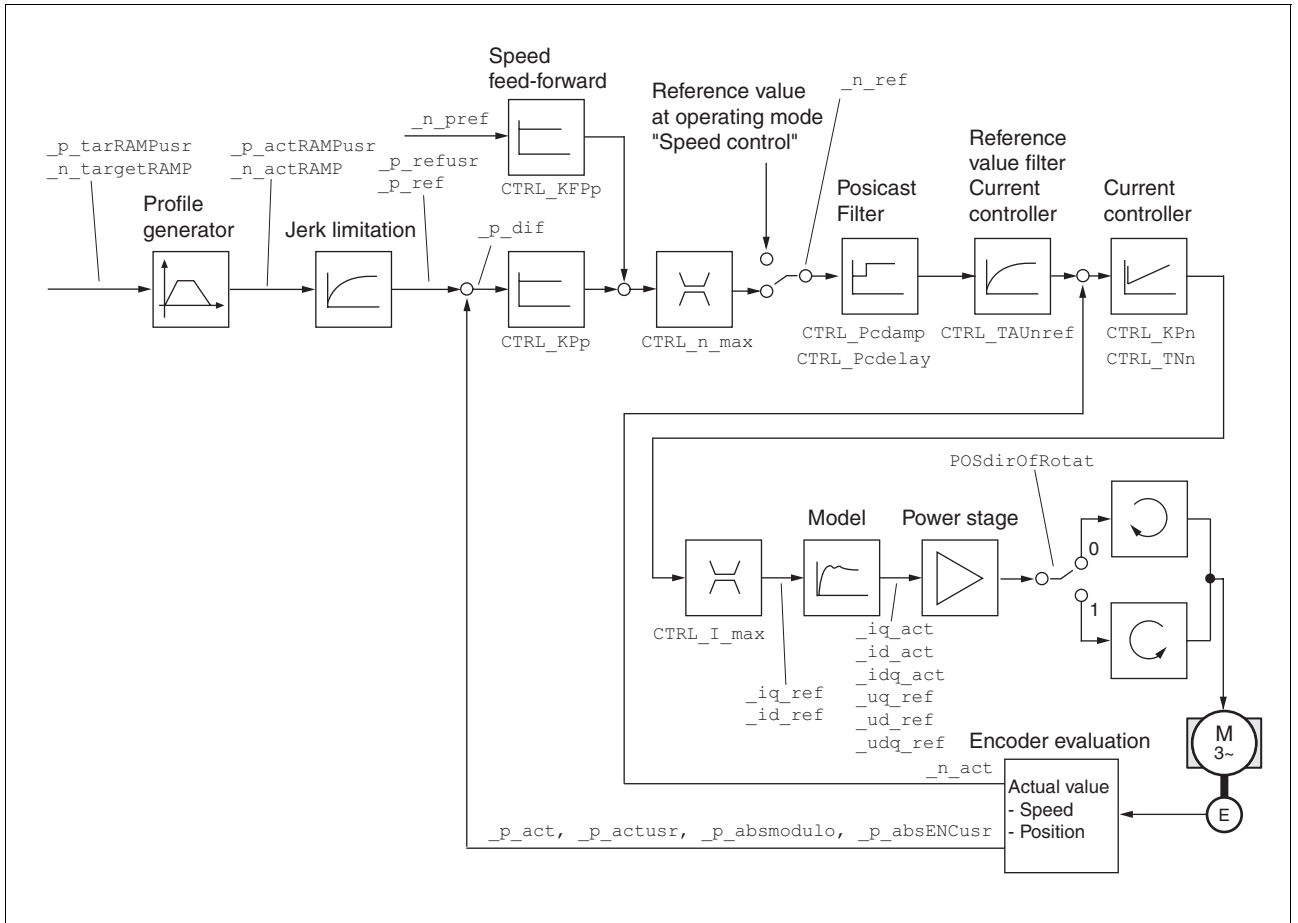 Speed
feed-forward
_n_pref
CTRL_KFPp
Reference value
at operating mode
"Speed control"
_n_ref
_p_tarRAMPusr
_n_targetRAMP
_p_actRAMPusr
_n_actRAMP
_p_refusr
_p_ref
Profile
generator
Jerk limitation
_p_dif
CTRL_KPp
CTRL_n_max
Posicast
Filter
CTRL_Pcdamp
CTRL_Pcdelay
Reference
value filter
Current
controller
CTRL_TAUnref
Current
controller
CTRL_KPn
CTRL_TNn
POSdirOfRotat
Model
Power stage
0
1
CTRL_I_max
_iq_ref
_id_ref
_iq_act
_id_act
_idq_act
_uq_ref
_ud_ref
_udq_ref
M
3~
E
Encoder evaluation
Actual value
- Speed
- Position
_n_act
_p_act, _p_actusr, _p_absmodulo, _p_absENCusr